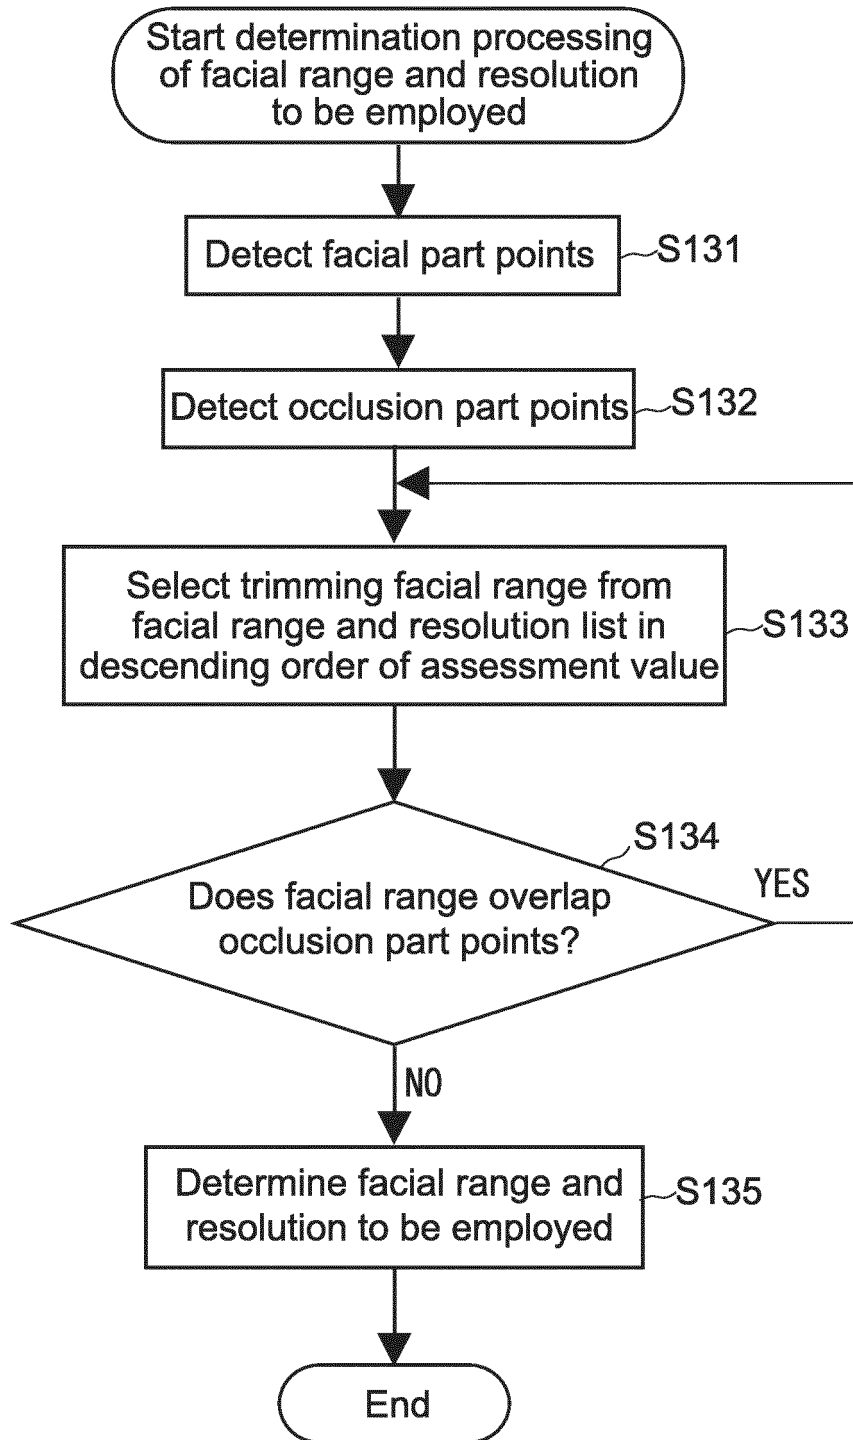 Start determination processing
of facial range and resolution
to be employed
Detect facial part points
S131
Detect occlusion part points
S132
Select trimming facial range from
facial range and resolution list in
descending order of assessment value
S133
S134
Does facial range overlap
occlusion part points?
YES
NO
Determine facial range and
resolution to be employed
S135
End